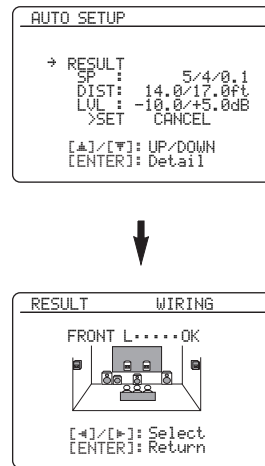 AUTO SETUP
→ RESULT
SP : 5/4/0.1
DIST: 14.0/17.0ft
LVL : -10.0/+5.0dB
>SET CANCEL
[▲]/[▼]: UP/DOWN
[ENTER]: Detail
RESULT WIRING
FRONT L·····OK
[◄]/[►]: Select
[ENTER]: Return